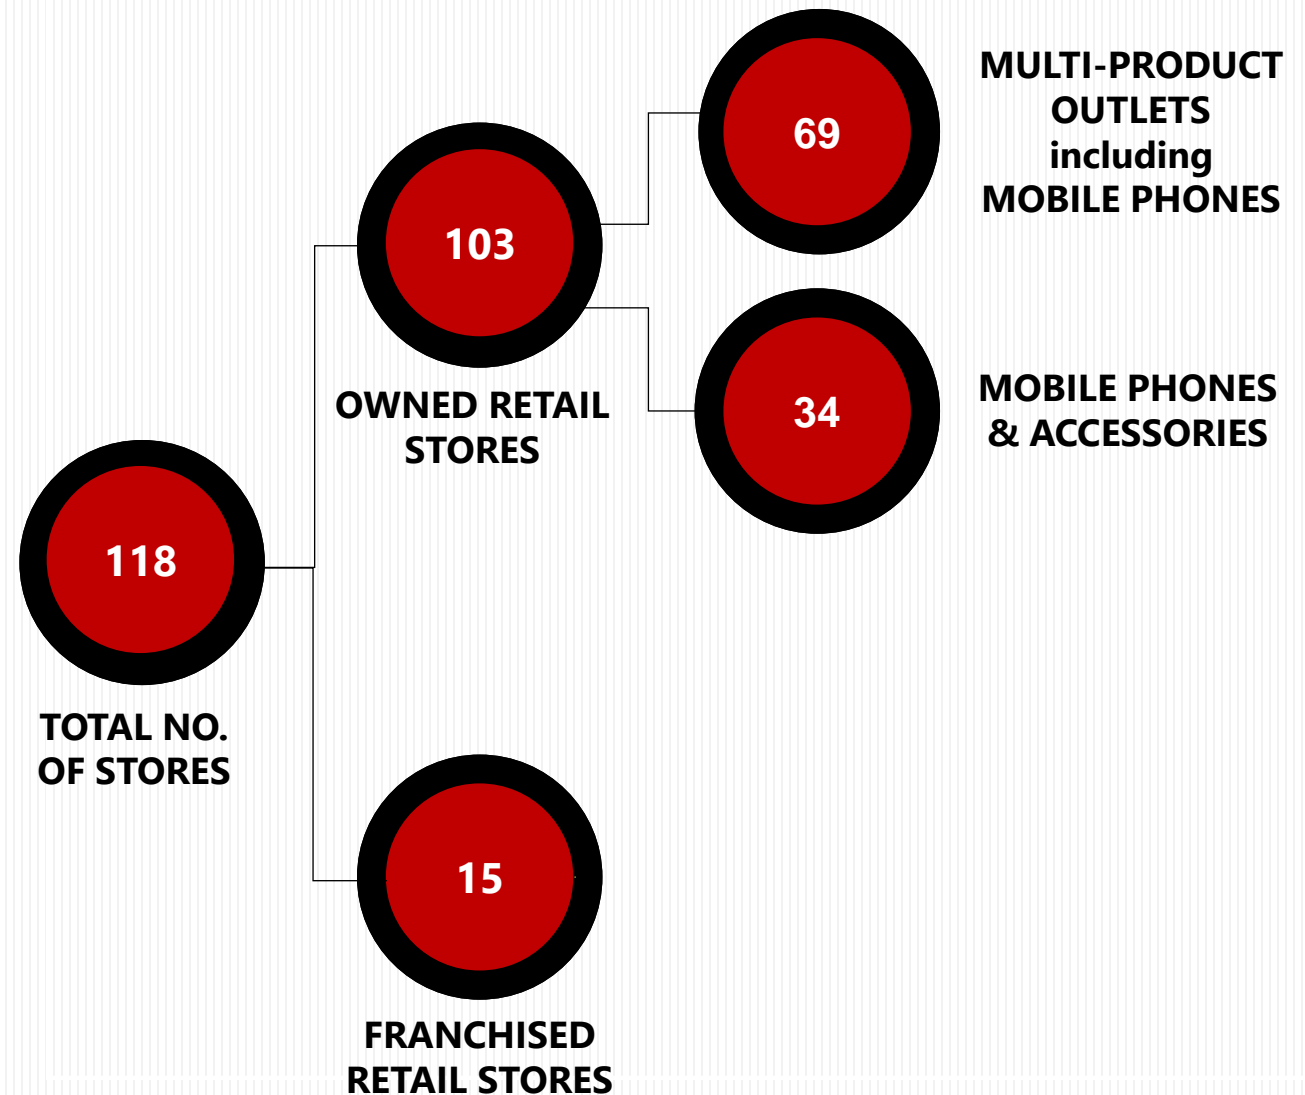 118
TOTAL NO.
OF STORES
103
OWNED RETAIL
STORES
69
MULTI-PRODUCT
OUTLETS
including
MOBILE PHONES
34
MOBILE PHONES
& ACCESSORIES
15
FRANCHISED
RETAIL STORES